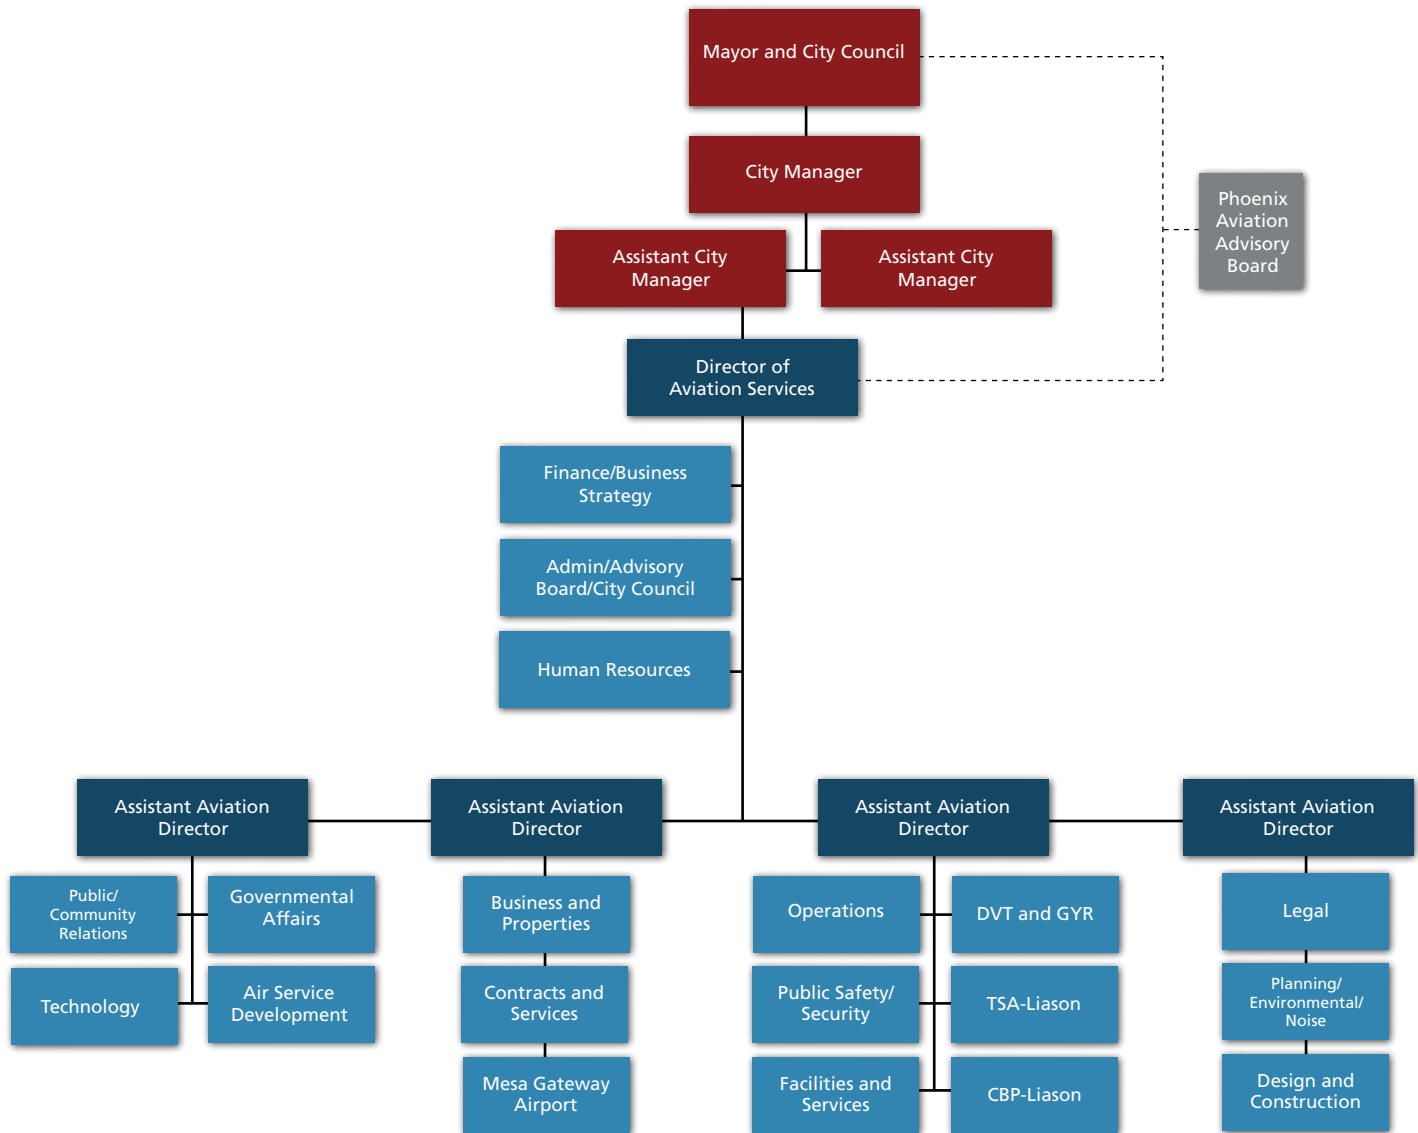 Mayor and City Council
City Manager
Phoenix
Aviation
Advisory
Board
Assistant City
Manager
Assistant City
Manager
Director of
Aviation Services
Finance/Business
Strategy
Admin/Advisory
Board/City Council
Human Resources
Assistant Aviation
Director
Assistant Aviation
Director
Assistant Aviation
Director
Assistant Aviation
Director
Public/
Community
Relations
Governmental
Affairs
Technology
Air Service
Development
Business and
Properties
Contracts and
Services
Mesa Gateway
Airport
Operations
DVT and GYR
Public Safety/
Security
TSA-Liason
Facilities and
Services
CBP-Liason
Legal
Planning/
Environmental/
Noise
Design and
Construction